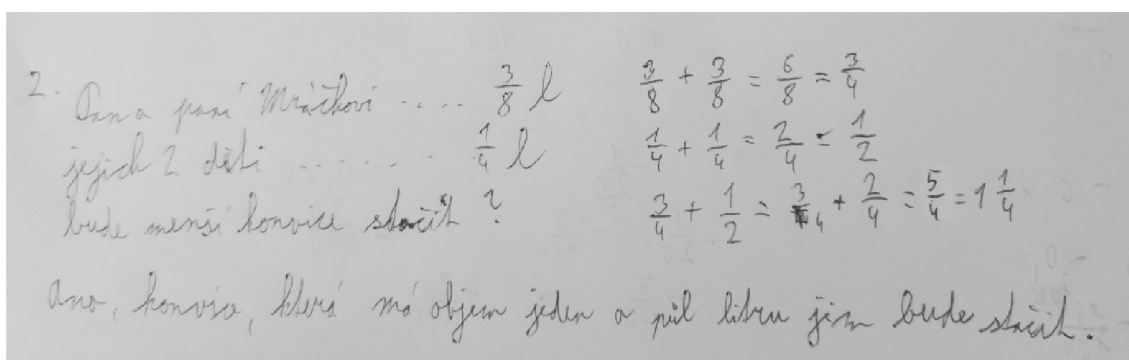 2. Pan a paní Mráčkovi .... 3/8 l 3/8 + 3/8 = 6/8 = 3/4
jejich 2 děti ........ 1/4 l 1/4 + 1/4 = 2/4 = 1/2
bude menší konvice stačit? 3/4 + 1/2 = 3/4 + 2/4 = 5/4 = 1 1/4
Ano, konvice, která má objem jeden a půl litru jim bude stačit.